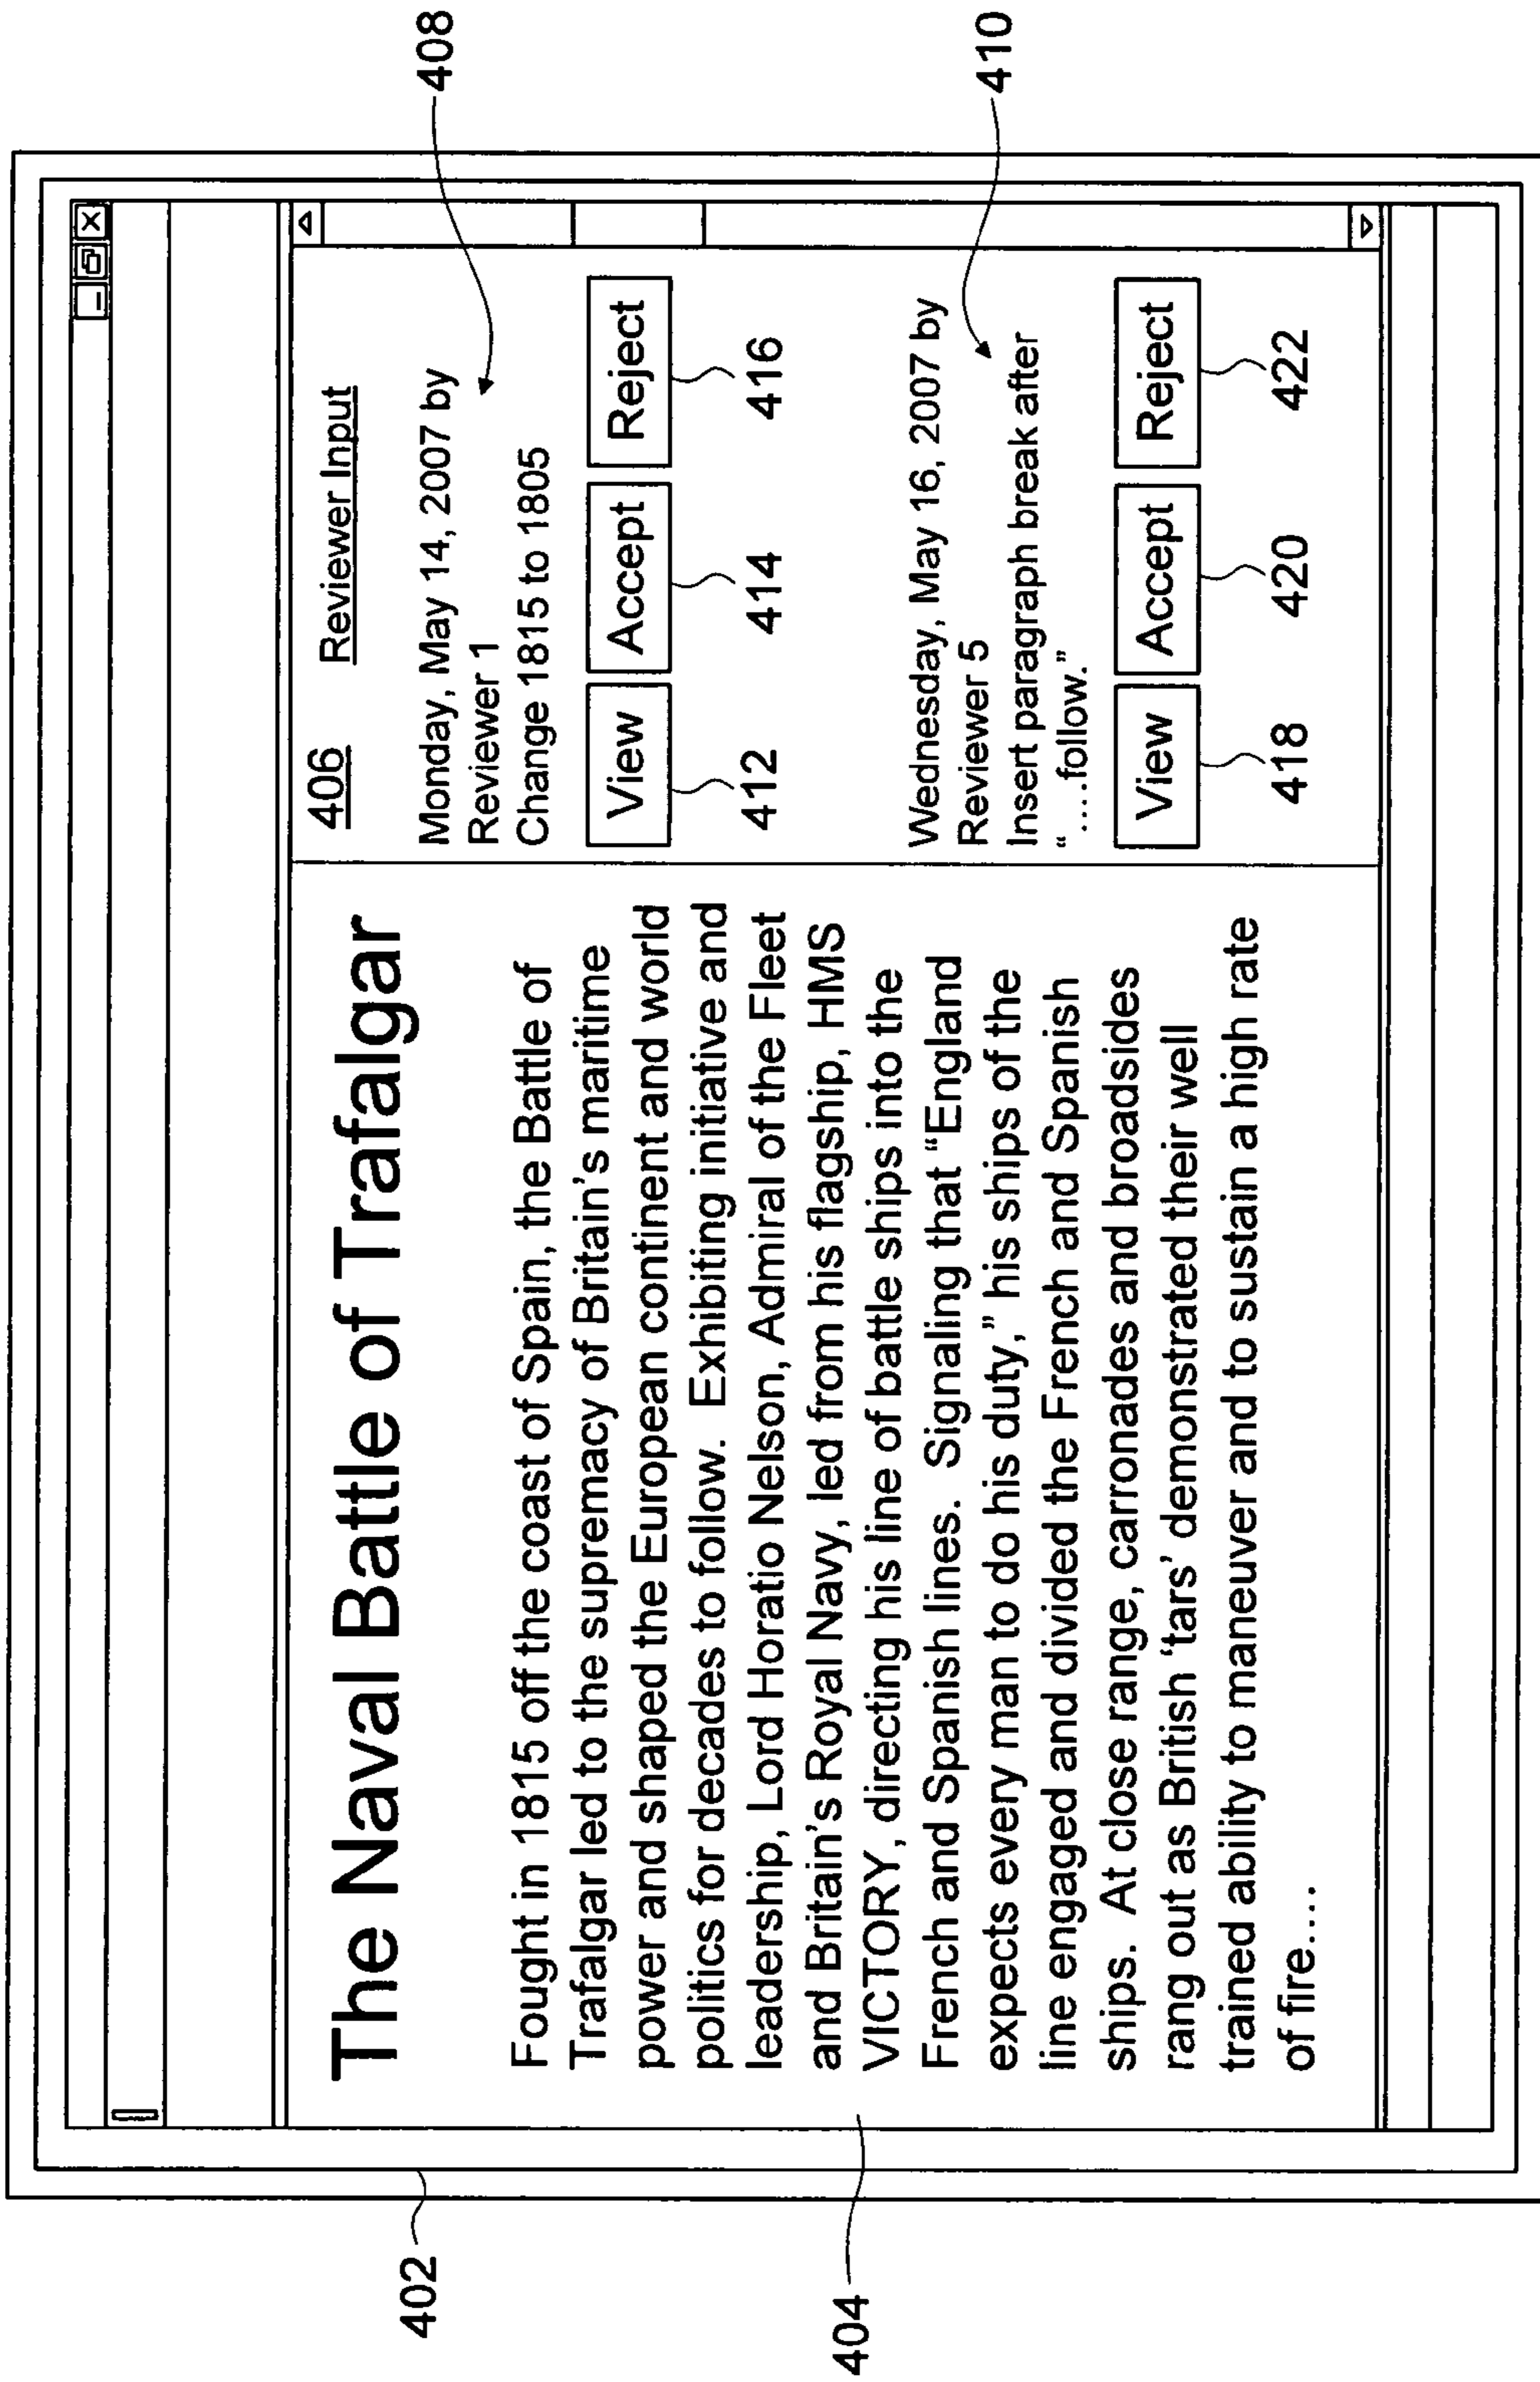 402
404
The Naval Battle of Trafalgar
Fought in 1815 off the coast of Spain, the Battle of
Trafalgar led to the supremacy of Britain's maritime
power and shaped the European continent and world
politics for decades to follow. Exhibiting initiative and
leadership, Lord Horatio Nelson, Admiral of the Fleet
and Britain's Royal Navy, led from his flagship, HMS
VICTORY, directing his line of battle ships into the
French and Spanish lines. Signaling that “England
expects every man to do his duty,” his ships of the
line engaged and divided the French and Spanish
ships. At close range, carronades and broadsides
rang out as British ‘tars’ demonstrated their well
trained ability to maneuver and to sustain a high rate
of fire....
406 Reviewer Input
Monday, May 14, 2007 by
Reviewer 1
Change 1815 to 1805
View Accept Reject
412 414 416
Wednesday, May 16, 2007 by
Reviewer 5
Insert paragraph break after
“ ....follow.”
View Accept Reject
418 420 422
408
410